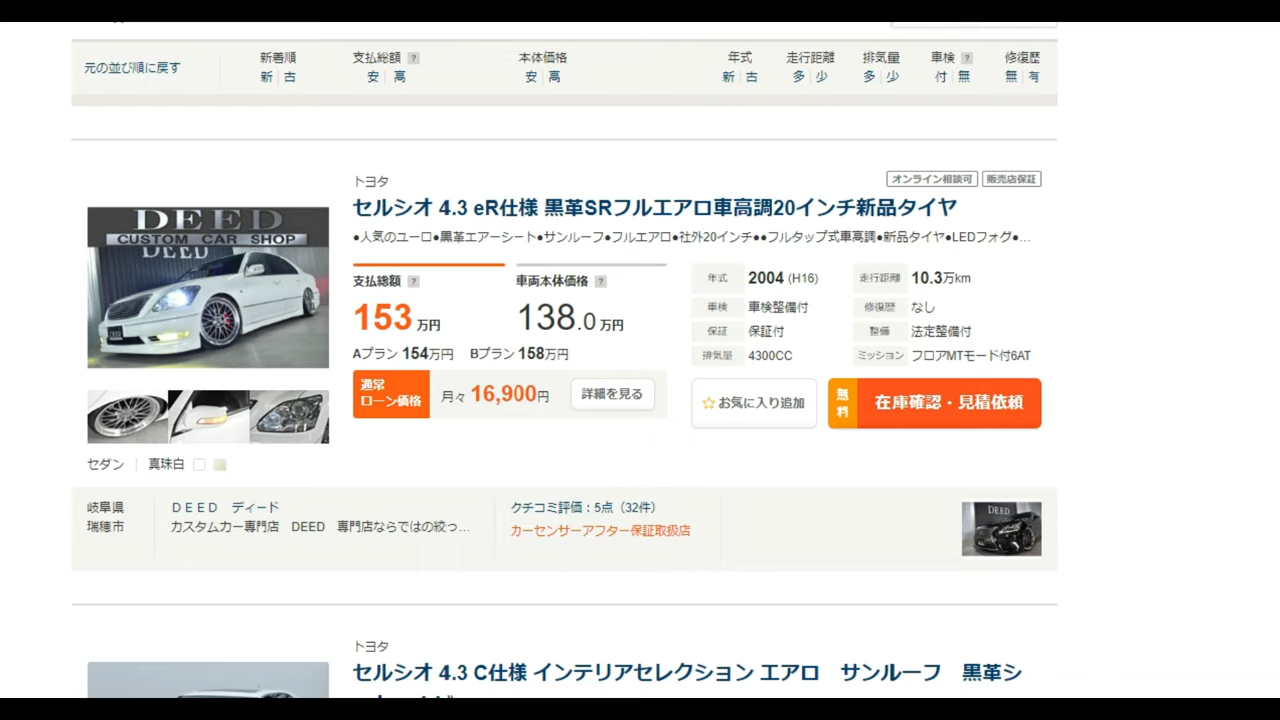 元の並び順に戻す
新着順
新 | 古
支払総額 ?
安 | 高
本体価格
安 | 高
年式
新 | 古
走行距離
多 | 少
排気量
多 | 少
車検 ?
付 | 無
修復歴
無 | 有
トヨタ
オンライン相談可 販売店保証
セルシオ 4.3 eR仕様 黒革SRフルエアロ車高調20インチ新品タイヤ
●人気のユーロ●黒革エアーシート●サンルーフ●フルエアロ●社外20インチ●●フルタップ式車高調●新品タイヤ●LEDフォグ●…
DEED
CUSTOM CAR SHOP
DEED
支払総額 ?
153 万円
車両本体価格 ?
138.0 万円
Aプラン 154万円 Bプラン 158万円
通常
ローン価格
月々 16,900円
詳細を見る
年式 2004 (H16)
走行距離 10.3万km
車検 車検整備付
修復歴 なし
保証 保証付
整備 法定整備付
排気量 4300CC
ミッション フロアMTモード付6AT
お気に入り追加
無料
在庫確認・見積依頼
セダン | 真珠白
岐阜県
瑞穂市
DEED ディード
カスタムカー専門店 DEED 専門店ならではの絞っ…
クチコミ評価：5点（32件）
カーセンサーアフター保証取扱店
DEED
トヨタ
セルシオ 4.3 C仕様 インテリアセレクション エアロ サンルーフ 黒革シ